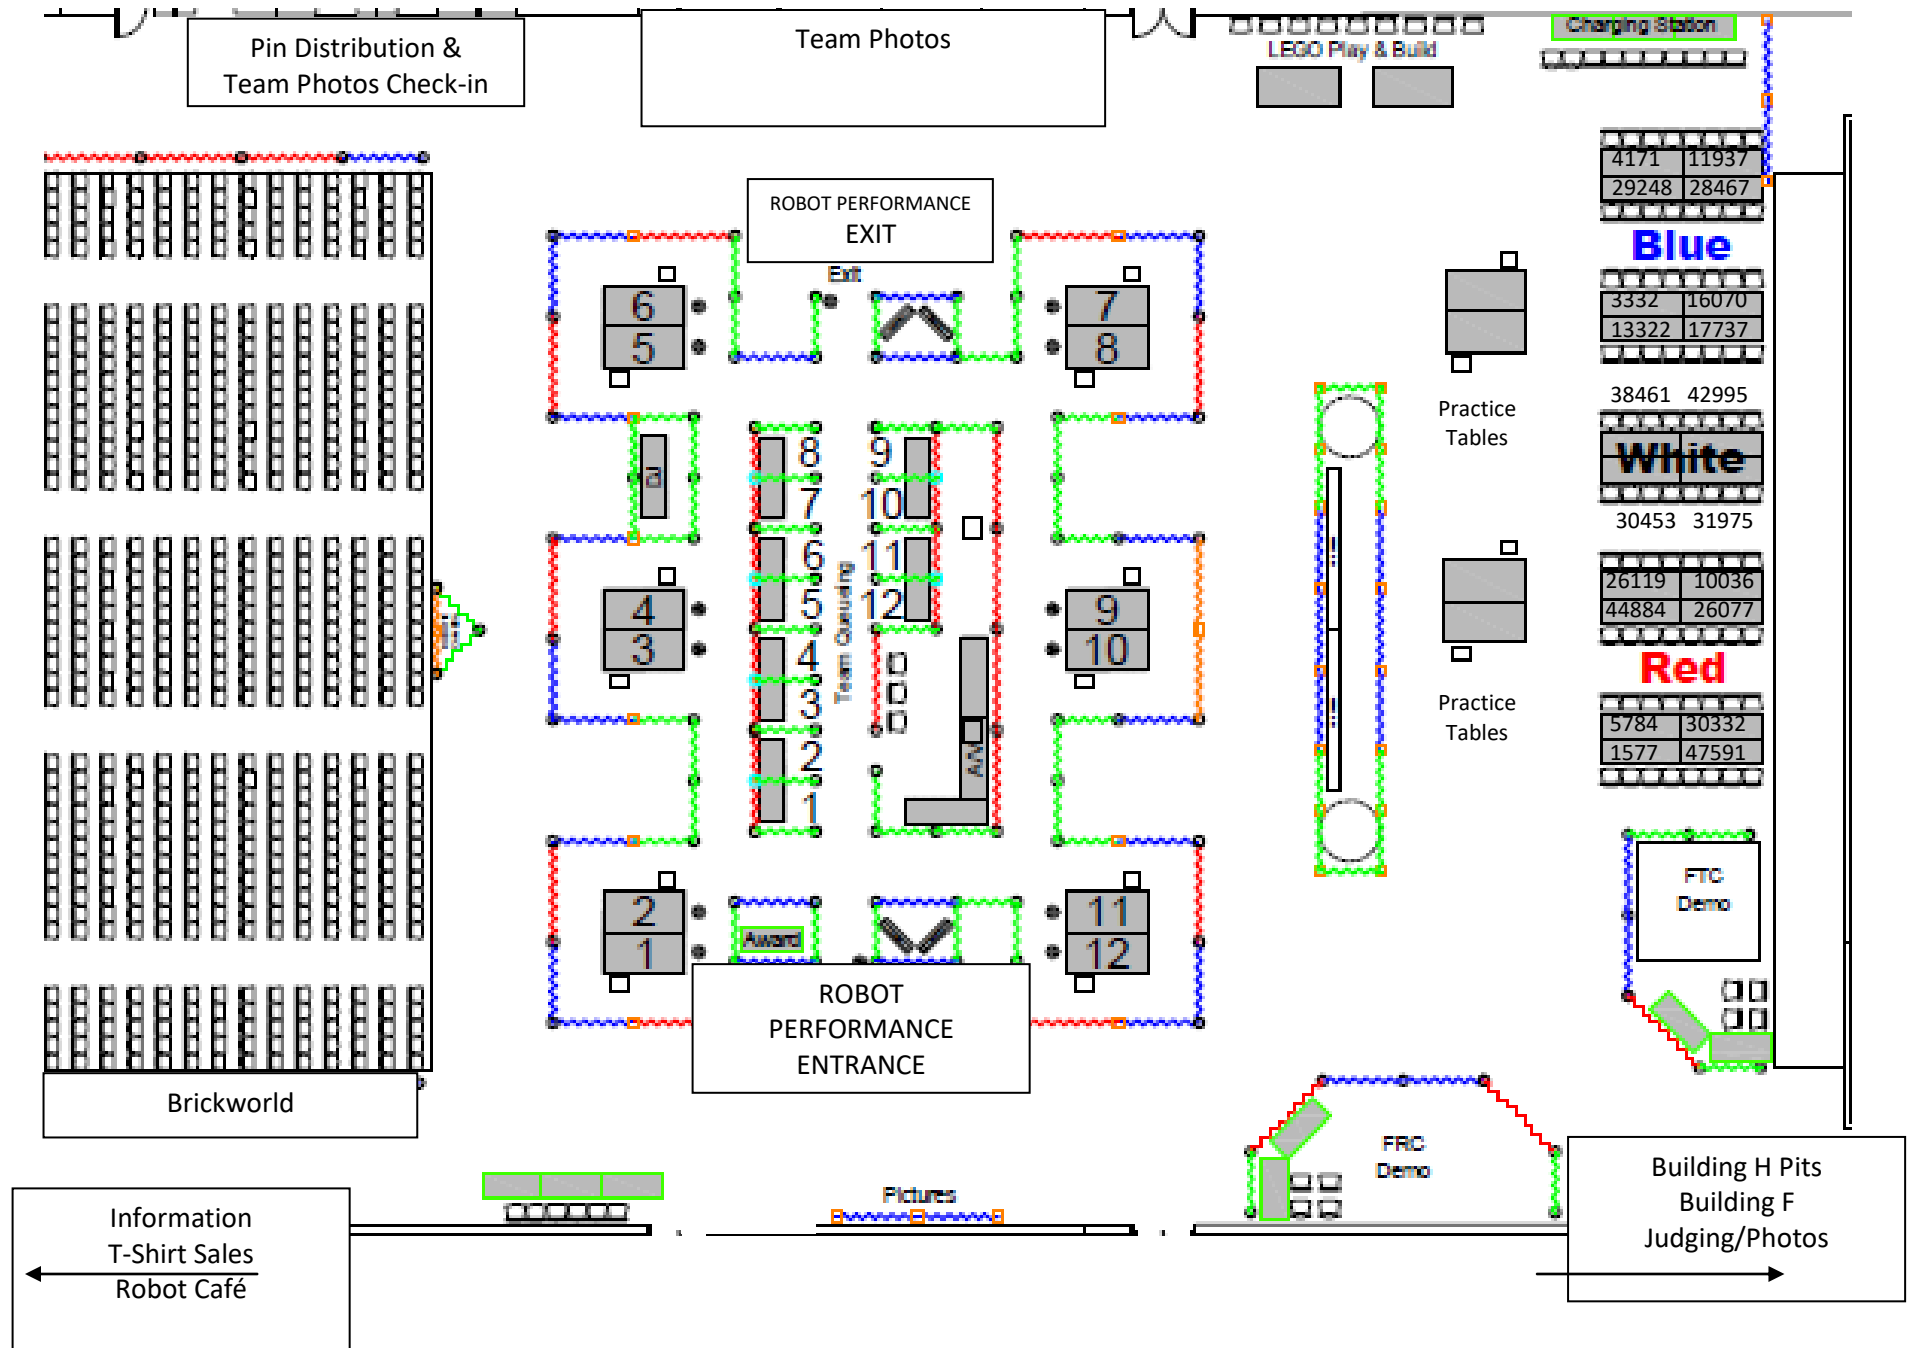 Pin Distribution &
Team Photos Check-in
Team Photos
LEGO Play & Build
Charging Station
4171 11937
29248 28467
Blue
3332 16070
13322 17737
38461 42995
White
30453 31975
26119 10036
44884 26077
Red
5784 30332
1577 47591
ROBOT PERFORMANCE
EXIT
Exit
6
5
7
8
4
3
9
10
2
1
11
12
DJ
8
7
6
5
4
3
2
1
9
10
11
12
Team Queueing
A/V
Award
ROBOT
PERFORMANCE
ENTRANCE
Practice
Tables
Practice
Tables
FTC
Demo
FRC
Demo
Brickworld
Pictures
Information
T-Shirt Sales
Robot Café
Building H Pits
Building F
Judging/Photos